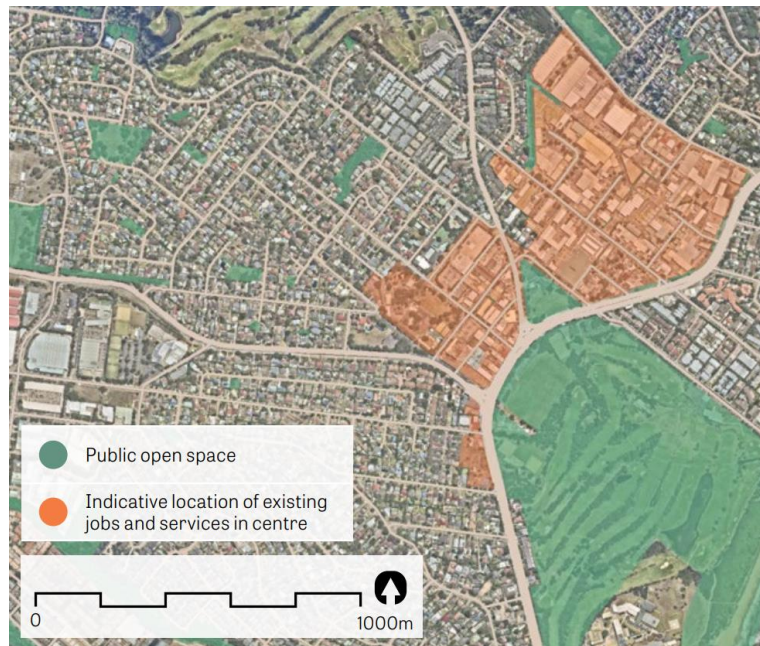 Public open space
Indicative location of existing
jobs and services in centre
0
1000m